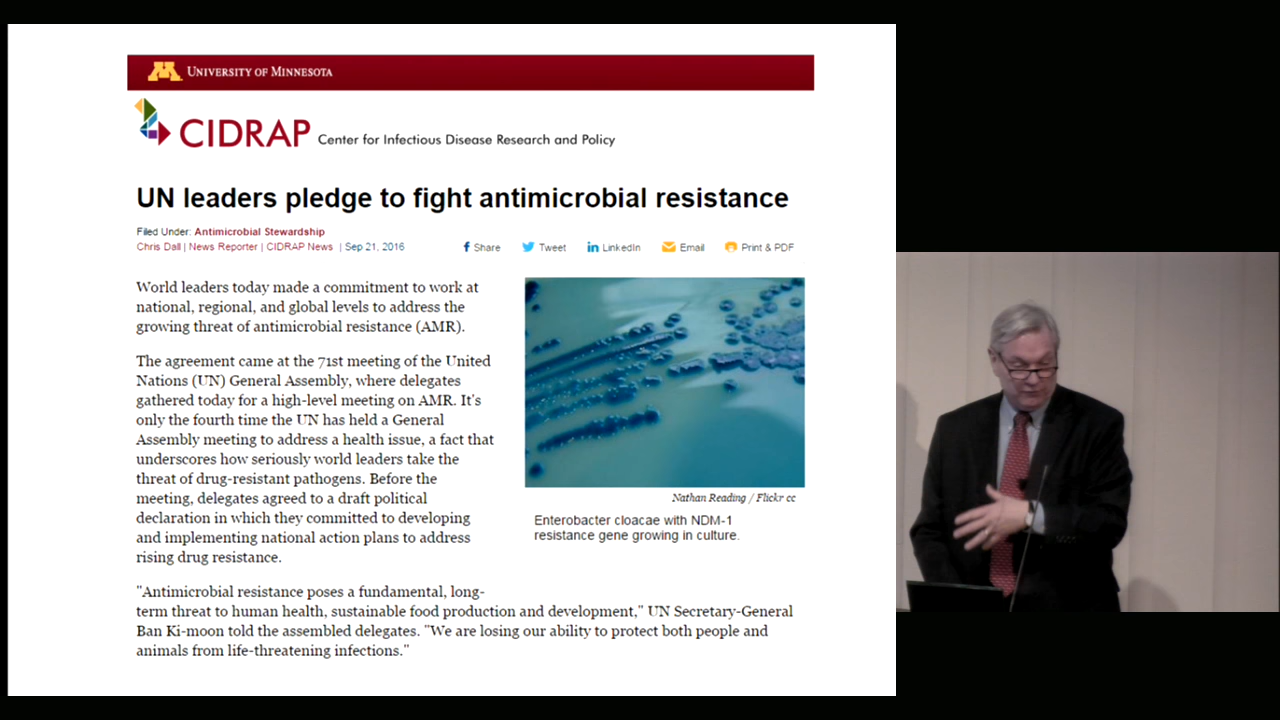 UNIVERSITY OF MINNESOTA
CIDRAP Center for Infectious Disease Research and Policy
UN leaders pledge to fight antimicrobial resistance
Filed Under: Antimicrobial Stewardship
Chris Dall | News Reporter | CIDRAP News | Sep 21, 2016
Share Tweet LinkedIn Email Print & PDF
World leaders today made a commitment to work at
national, regional, and global levels to address the
growing threat of antimicrobial resistance (AMR).
The agreement came at the 71st meeting of the United
Nations (UN) General Assembly, where delegates
gathered today for a high-level meeting on AMR. It's
only the fourth time the UN has held a General
Assembly meeting to address a health issue, a fact that
underscores how seriously world leaders take the
threat of drug-resistant pathogens. Before the
meeting, delegates agreed to a draft political
declaration in which they committed to developing
and implementing national action plans to address
rising drug resistance.
Nathan Reading / Flickr cc
Enterobacter cloacae with NDM-1
resistance gene growing in culture.
"Antimicrobial resistance poses a fundamental, long-
term threat to human health, sustainable food production and development," UN Secretary-General
Ban Ki-moon told the assembled delegates. "We are losing our ability to protect both people and
animals from life-threatening infections."